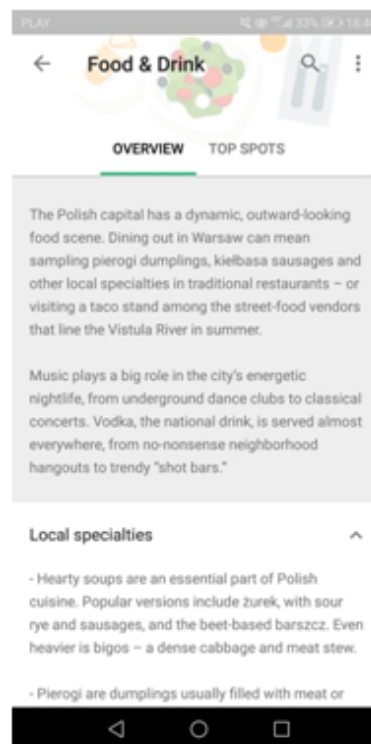 PLAY 33% 18:4
Food & Drink
OVERVIEW TOP SPOTS
The Polish capital has a dynamic, outward-looking
food scene. Dining out in Warsaw can mean
sampling pierogi dumplings, kiełbasa sausages and
other local specialties in traditional restaurants – or
visiting a taco stand among the street-food vendors
that line the Vistula River in summer.
Music plays a big role in the city's energetic
nightlife, from underground dance clubs to classical
concerts. Vodka, the national drink, is served almost
everywhere, from no-nonsense neighborhood
hangouts to trendy “shot bars.”
Local specialties
- Hearty soups are an essential part of Polish
cuisine. Popular versions include żurek, with sour
rye and sausages, and the beet-based barszcz. Even
heavier is bigos – a dense cabbage and meat stew.
- Pierogi are dumplings usually filled with meat or